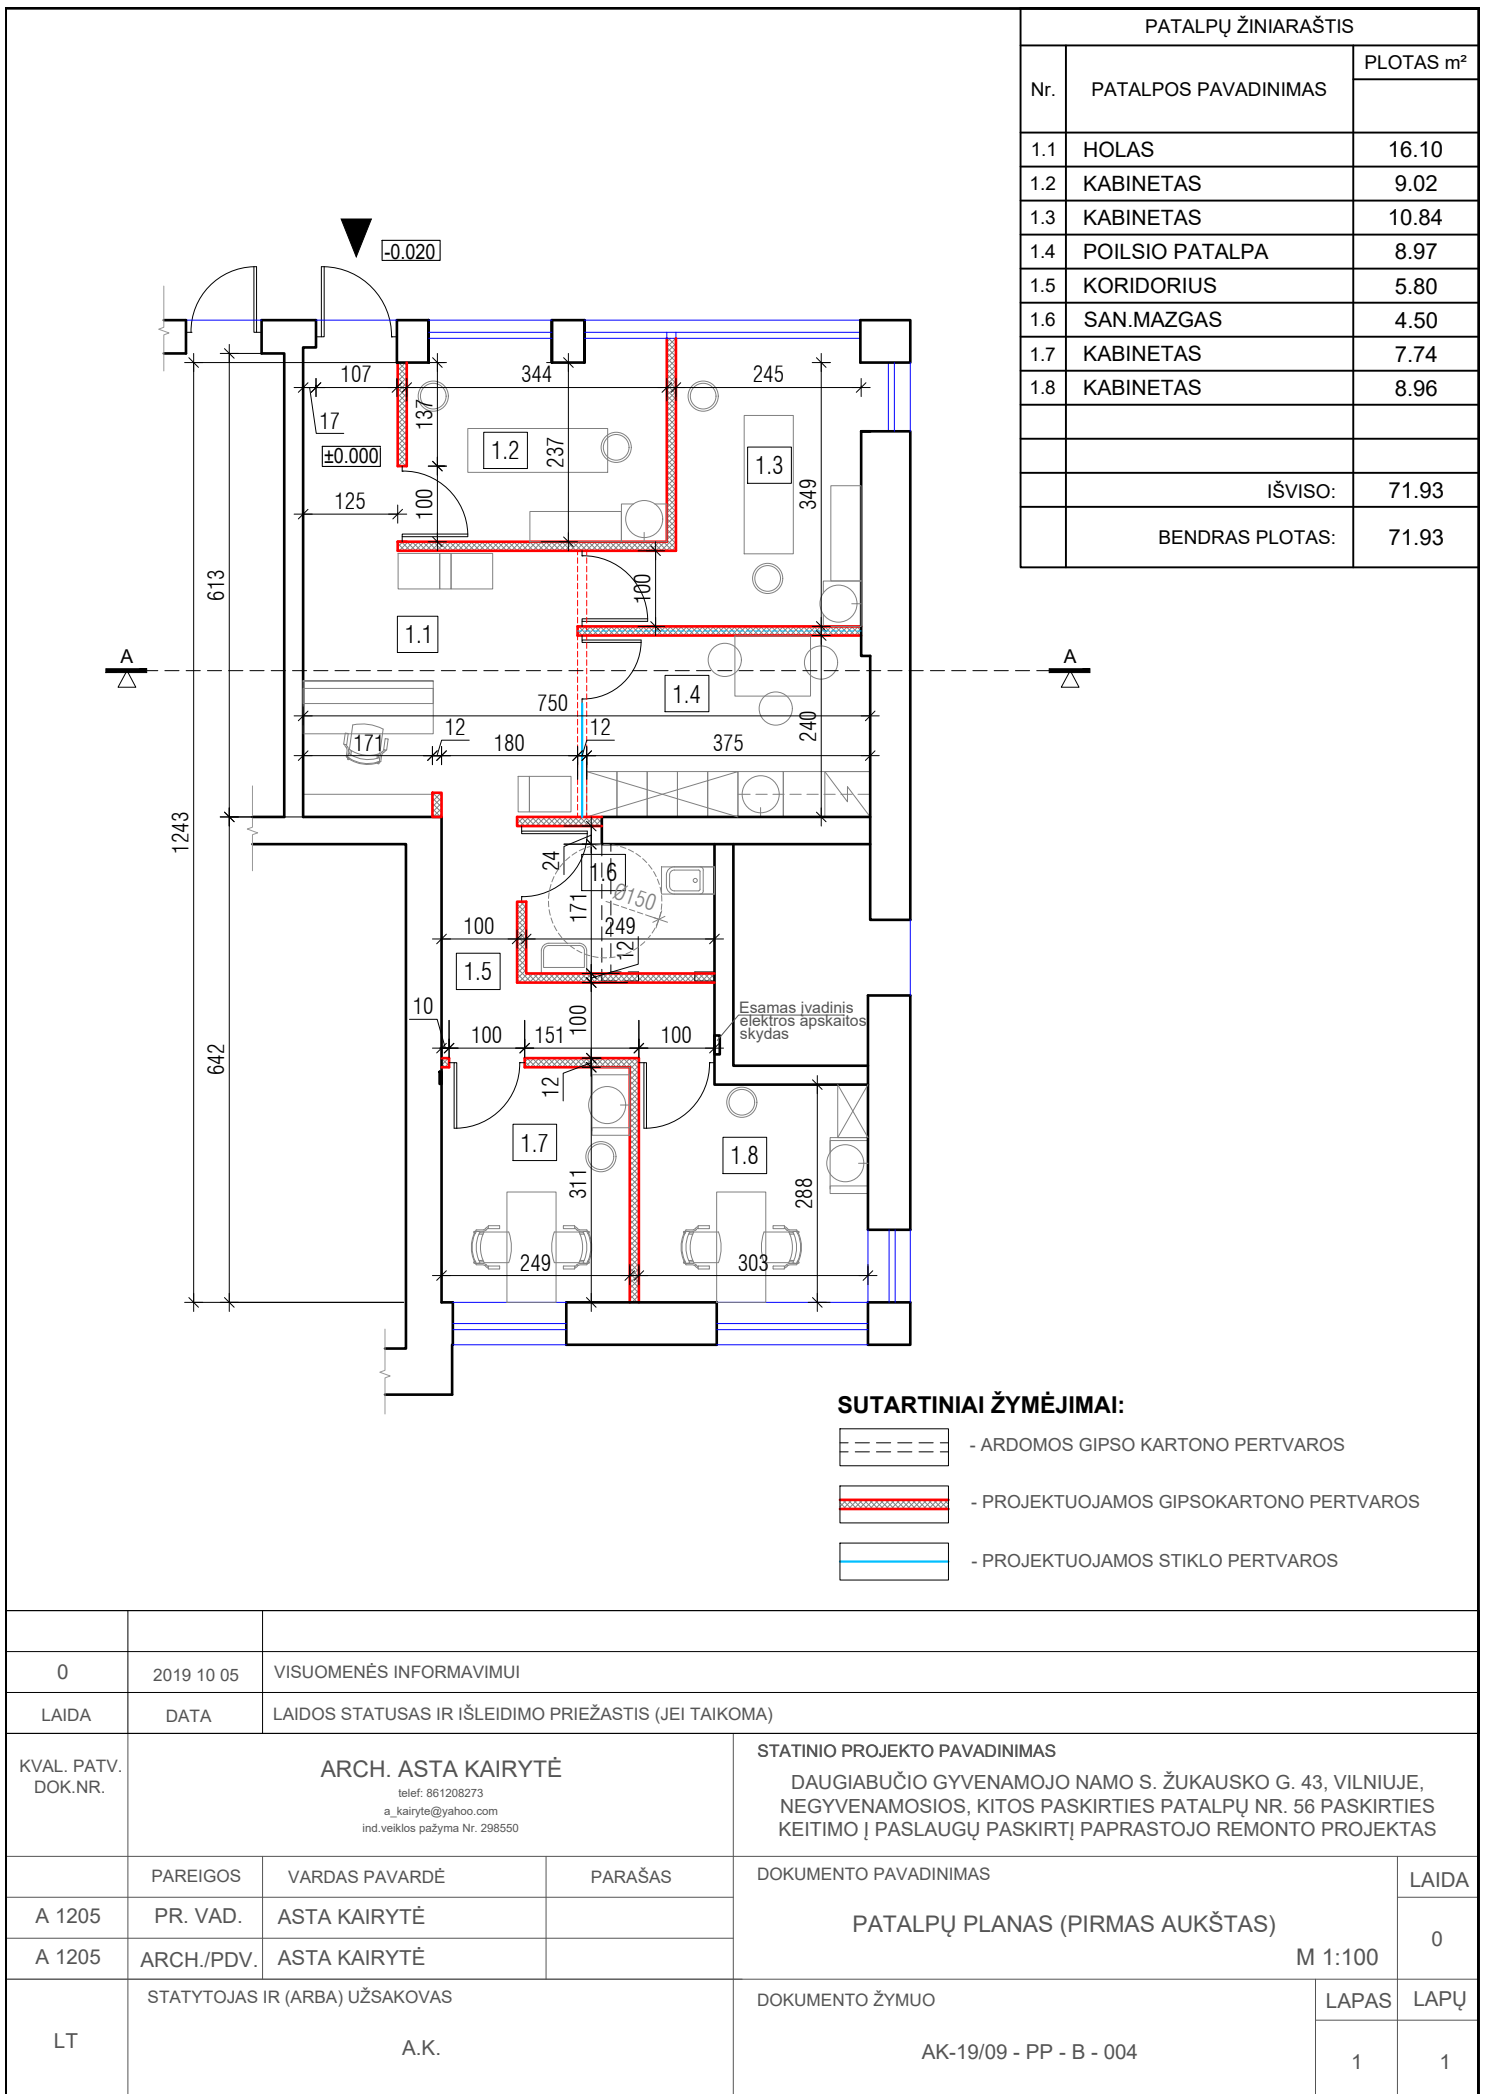 PATALPŲ ŽINIARAŠTIS
Nr. PATALPOS PAVADINIMAS PLOTAS m²
1.1 HOLAS 16.10
1.2 KABINETAS 9.02
1.3 KABINETAS 10.84
1.4 POILSIO PATALPA 8.97
1.5 KORIDORIUS 5.80
1.6 SAN.MAZGAS 4.50
1.7 KABINETAS 7.74
1.8 KABINETAS 8.96
IŠVISO: 71.93
BENDRAS PLOTAS: 71.93
-0.020
107 344 245
17 137
1.2 237 1.3
±0.000
125 100 349
613 100
1.1
A A
1.4
750
12 12 240
171 180 375
1243
24 1.6
Ø150
171
100 249
12
1.5
10 100
Esamas įvadinis
elektros apskaitos
skydas
100 151 100
642
12
1.7 1.8
311 288
249 303
SUTARTINIAI ŽYMĖJIMAI:
- ARDOMOS GIPSO KARTONO PERTVAROS
- PROJEKTUOJAMOS GIPSOKARTONO PERTVAROS
- PROJEKTUOJAMOS STIKLO PERTVAROS
0 2019 10 05 VISUOMENĖS INFORMAVIMUI
LAIDA DATA LAIDOS STATUSAS IR IŠLEIDIMO PRIEŽASTIS (JEI TAIKOMA)
KVAL. PATV.
DOK.NR.
ARCH. ASTA KAIRYTĖ
telef: 861208273
a_kairyte@yahoo.com
ind.veiklos pažyma Nr. 298550
STATINIO PROJEKTO PAVADINIMAS
DAUGIABUČIO GYVENAMOJO NAMO S. ŽUKAUSKO G. 43, VILNIUJE,
NEGYVENAMOSIOS, KITOS PASKIRTIES PATALPŲ NR. 56 PASKIRTIES
KEITIMO Į PASLAUGŲ PASKIRTĮ PAPRASTOJO REMONTO PROJEKTAS
PAREIGOS VARDAS PAVARDĖ PARAŠAS
A 1205 PR. VAD. ASTA KAIRYTĖ
A 1205 ARCH./PDV. ASTA KAIRYTĖ
DOKUMENTO PAVADINIMAS LAIDA
PATALPŲ PLANAS (PIRMAS AUKŠTAS)
M 1:100 0
LT
STATYTOJAS IR (ARBA) UŽSAKOVAS
A.K.
DOKUMENTO ŽYMUO LAPAS LAPŲ
AK-19/09 - PP - B - 004 1 1